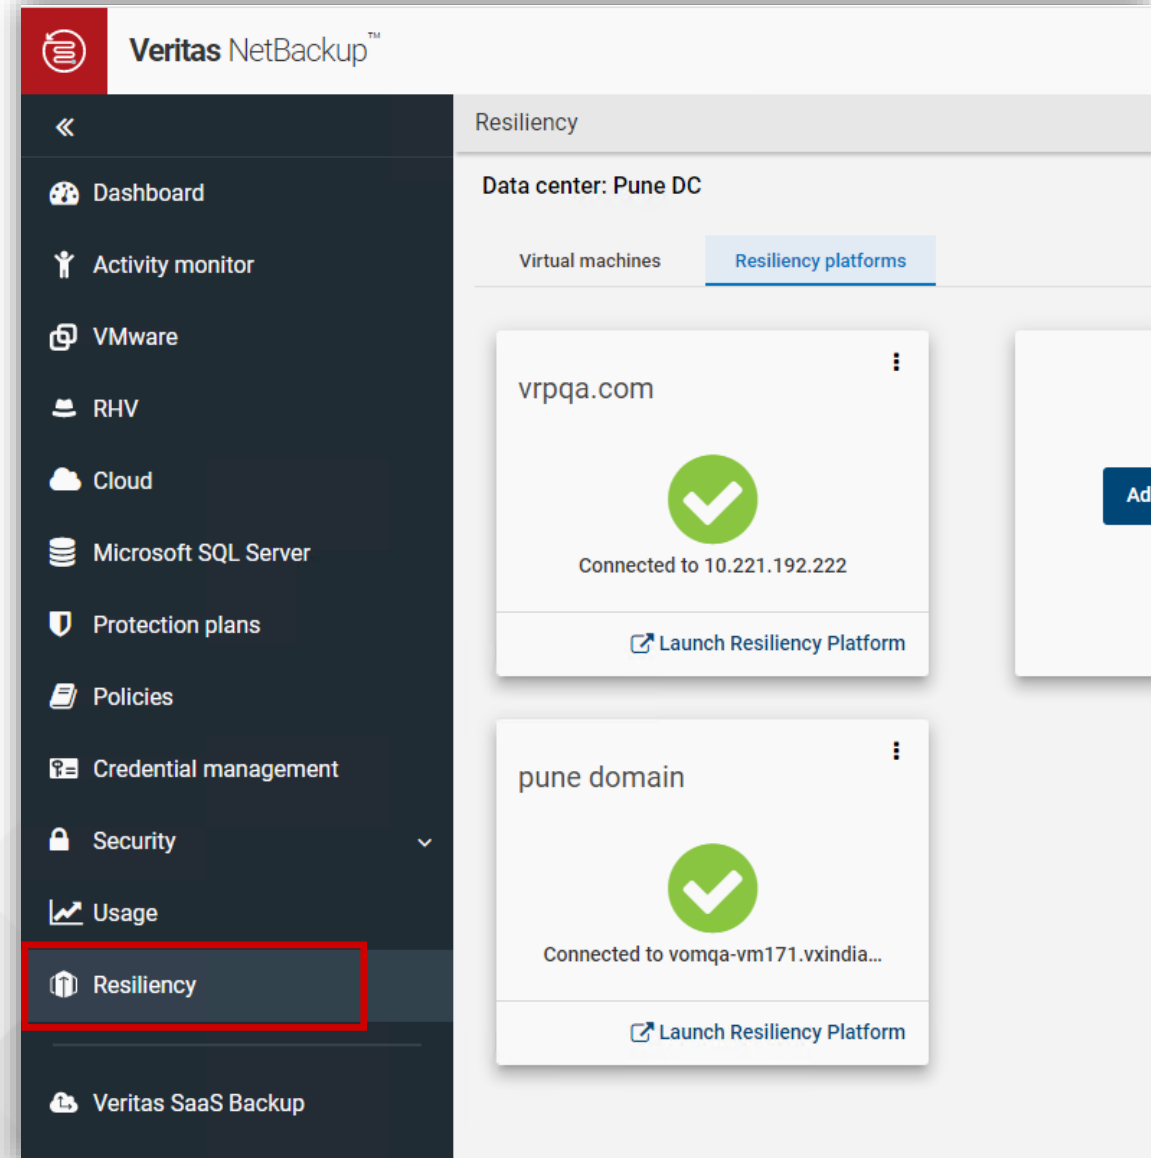 Veritas NetBackup™
Resiliency
Data center: Pune DC
Dashboard
Activity monitor
VMware
RHV
Cloud
Microsoft SQL Server
Protection plans
Policies
Credential management
Security
Usage
Resiliency
Veritas SaaS Backup
Virtual machines
Resiliency platforms
vrpqa.com
Connected to 10.221.192.222
Launch Resiliency Platform
Ad
pune domain
Connected to vomqa-vm171.vxindia...
Launch Resiliency Platform